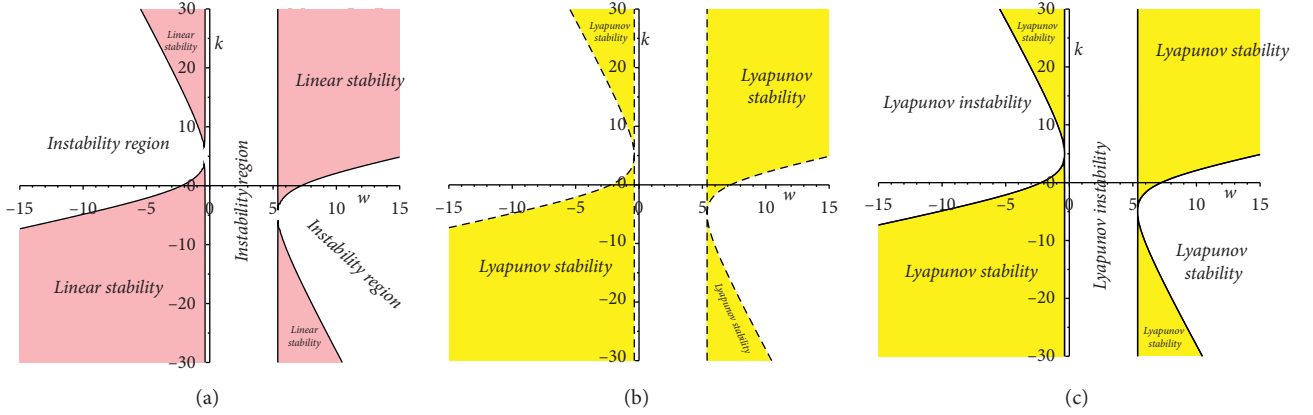 30
20
10
0
−10
−20
−30
−15
−5
0
5
10
15
k
w
Linear
stability
Linear stability
Instability region
Instability region
Instability region
Linear stability
Linear
stability
(a)
30
20
10
0
−10
−20
−30
−15
−10
−5
0
5
10
15
k
w
Lyapunov
stability
Lyapunov
stability
Lyapunov stability
Lyapunov stability
(b)
30
20
10
0
−10
−20
−30
−15
−10
−5
0
5
10
15
k
w
Lyapunov
stability
Lyapunov stability
Lyapunov instability
Lyapunov instability
Lyapunov stability
Lyapunov
stability
Lyapunov
stability
(c)